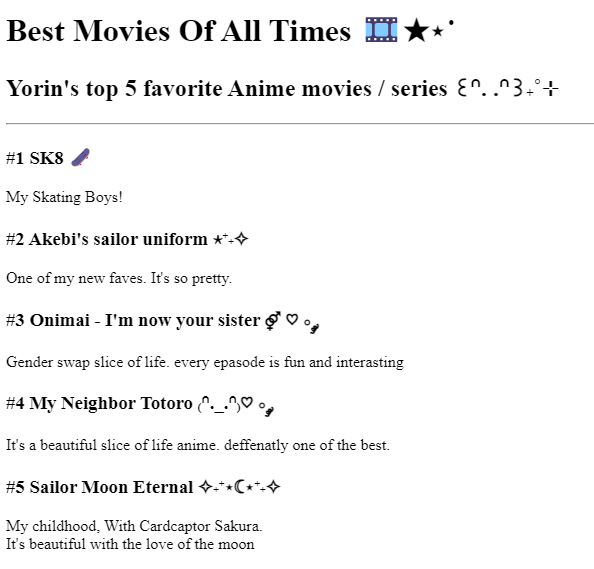 Best Movies Of All Times 🎞️★⋆˙
Yorin's top 5 favorite Anime movies / series ꒰ᐢ. .ᐢ꒱₊˚⊹
#1 SK8 🛹
My Skating Boys!
#2 Akebi's sailor uniform ⋆⁺₊✧
One of my new faves. It's so pretty.
#3 Onimai - I'm now your sister ⚤ ♡ ༘
Gender swap slice of life. every epasode is fun and interasting
#4 My Neighbor Totoro ₍ᐢ._.ᐢ₎♡ ༘
It's a beautiful slice of life anime. deffenatly one of the best.
#5 Sailor Moon Eternal ✧₊⁺⋆☾⋆⁺₊✧
My childhood, With Cardcaptor Sakura.
It's beautiful with the love of the moon